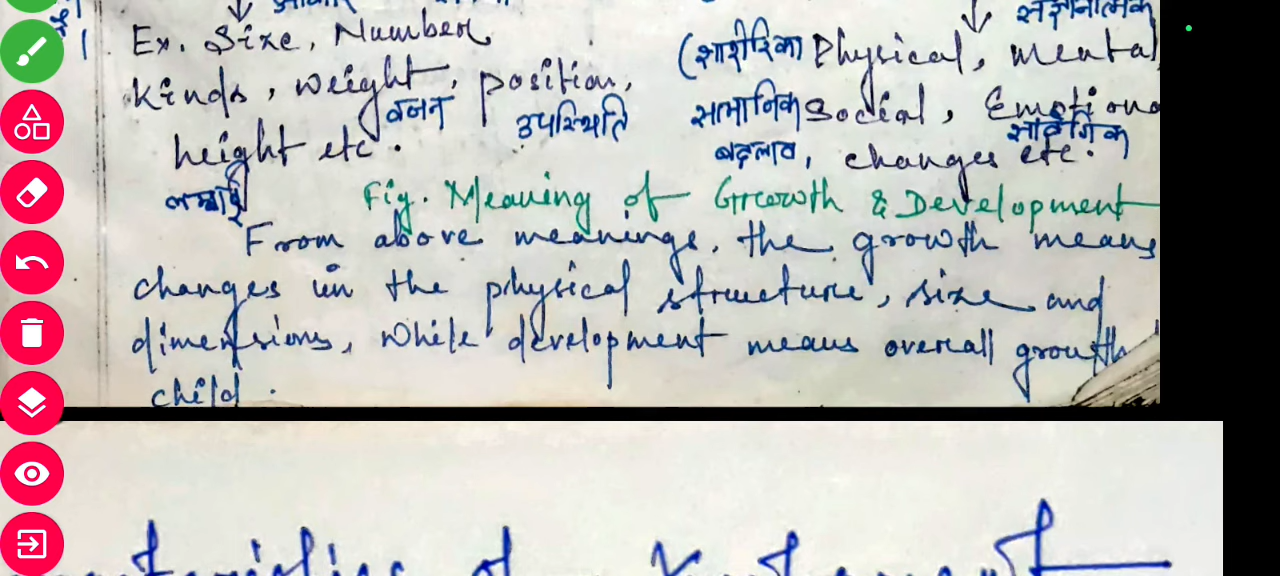 Ex. Size, Number (शारीरिक) Physical, mental
Kinds, weight, position, सामाजिक Social, Emotiona
वजन उपस्थिति सांवेगिक
height etc. बदलाव, changes etc.
लम्बाई Fig. Meaning of Growth & Development
From above meanings, the growth means
changes in the physical structure, size and
dimensions, while development means overall growth
child.